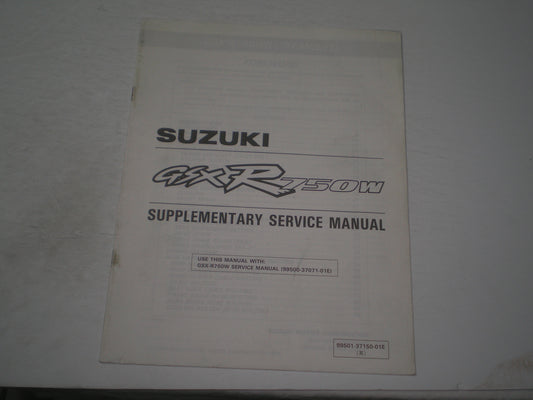 SUZUKI
GSX-R750W
SUPPLEMENTARY SERVICE MANUAL
USE THIS MANUAL WITH:
GSX-R750W SERVICE MANUAL (99500-37071-01E)
99501-37150-01E